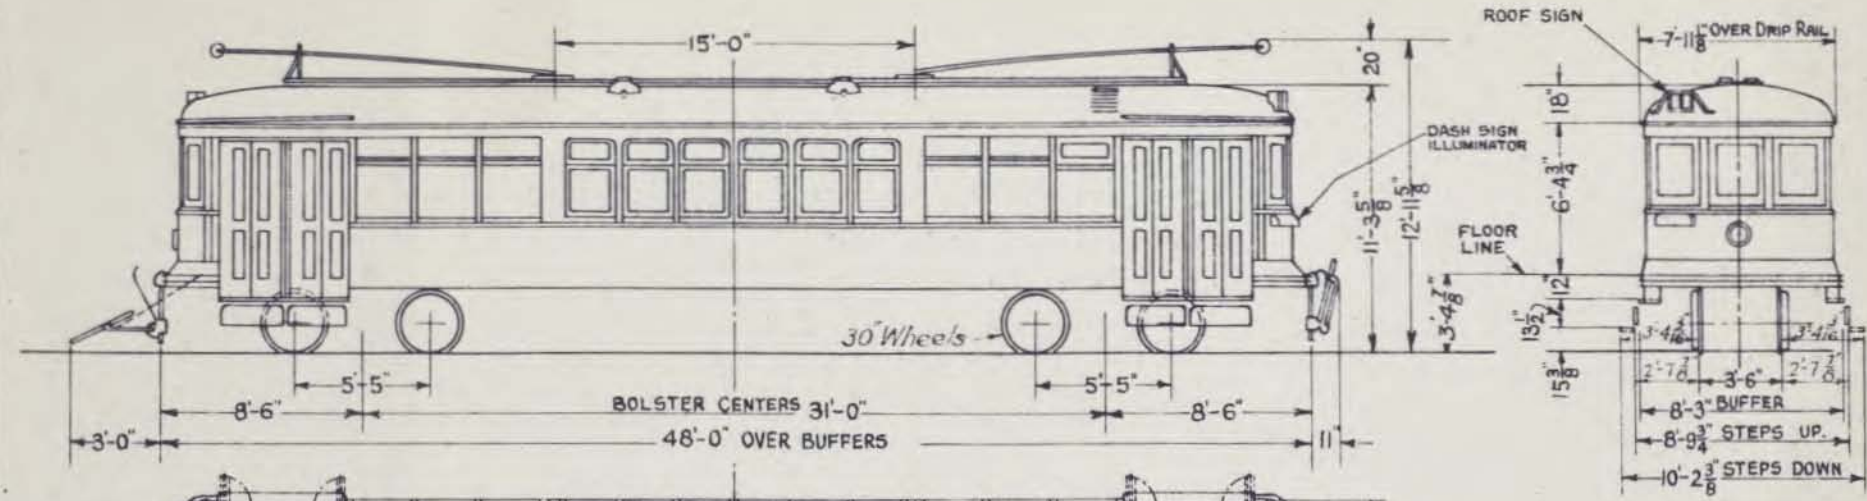 ROOF SIGN
7'-11⅛" OVER DRIP RAIL
15'-0"
20"
18"
DASH SIGN
ILLUMINATOR
11'-3⅝"
12'-11⅝"
6'-4¾"
FLOOR
LINE
12"
3'-4⅞"
13½"
30" Wheels
15⅜"
2'-7⅞"
3'-6"
2'-7⅞"
5'-5"
5'-5"
8'-6"
BOLSTER CENTERS 31'-0"
8'-6"
8'-3" BUFFER
3'-0"
48'-0" OVER BUFFERS
11"
8'-9¾" STEPS UP.
10'-2⅜" STEPS DOWN